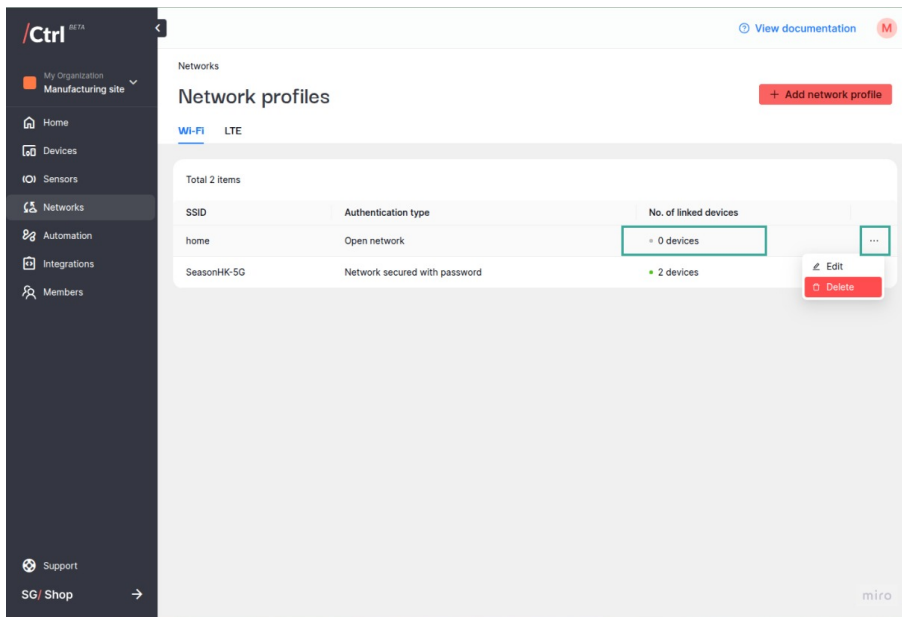 /Ctrl BETA
View documentation
M
My Organization
Manufacturing site
Home
Devices
Sensors
Networks
Automation
Integrations
Members
Support
SG/ Shop
Networks
Network profiles
+ Add network profile
Wi-Fi LTE
Total 2 items
SSID Authentication type No. of linked devices
home Open network 0 devices ...
SeasonHK-5G Network secured with password 2 devices
Edit
Delete
miro